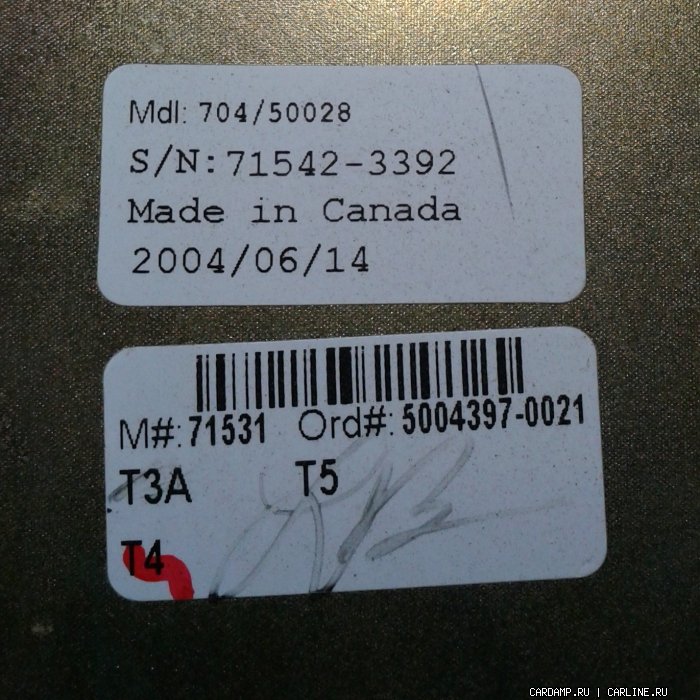 Mdl: 704/50028
S/N:71542-3392
Made in Canada
2004/06/14
M#: 71531 Ord#: 5004397-0021
T3A T5
T4
CARDAMP.RU | CARLINE.RU